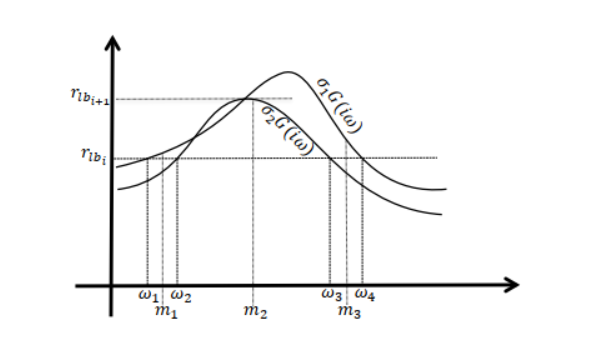 r_{lb_{i+1}}
σ₁G(iω)
σ₂G(iω)
r_{lb_i}
ω₁ ω₂ ω₃ ω₄
m₁ m₂ m₃